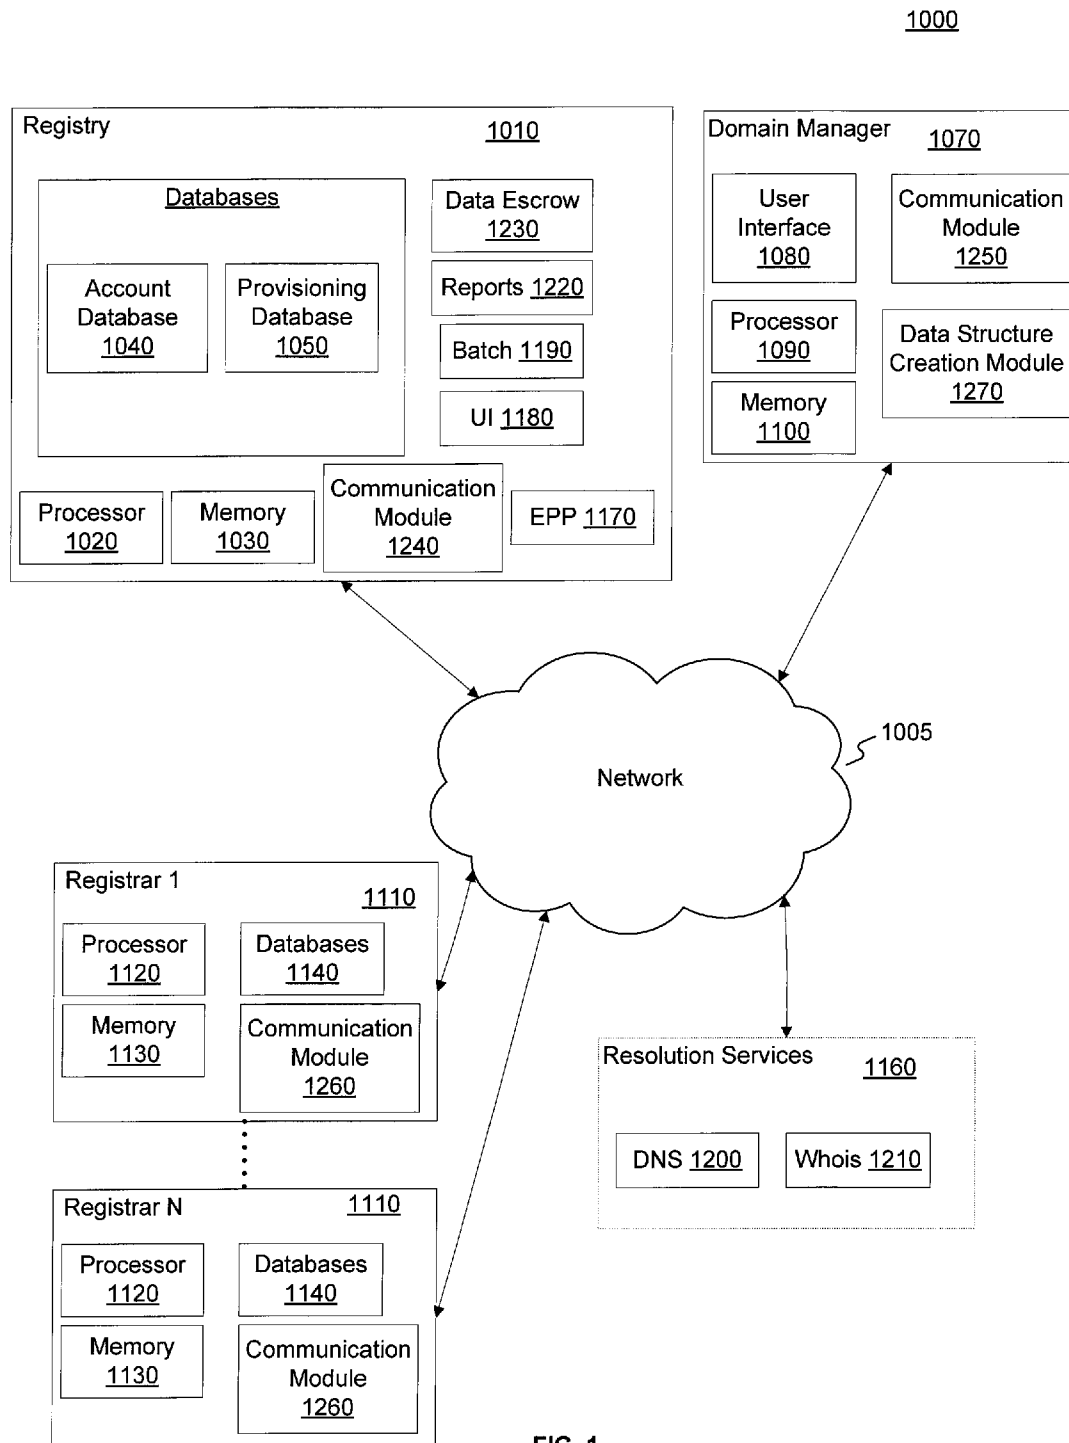 1000
Registry
1010
Databases
Account
Database
1040
Provisioning
Database
1050
Data Escrow
1230
Reports 1220
Batch 1190
UI 1180
Processor
1020
Memory
1030
Communication
Module
1240
EPP 1170
Domain Manager
1070
User
Interface
1080
Communication
Module
1250
Processor
1090
Data Structure
Creation Module
1270
Memory
1100
Network
1005
Registrar 1
1110
Processor
1120
Databases
1140
Memory
1130
Communication
Module
1260
Registrar N
1110
Processor
1120
Databases
1140
Memory
1130
Communication
Module
1260
Resolution Services
1160
DNS 1200
Whois 1210
FIG. 1